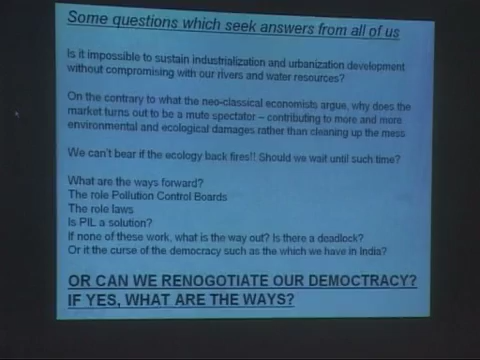 Some questions which seek answers from all of us
Is it impossible to sustain industrialization and urbanization development
without compromising with our rivers and water resources?
On the contrary to what the neo-classical economists argue, why does the
market turns out to be a mute spectator – contributing to more and more
environmental and ecological damages rather than cleaning up the mess
We can't bear if the ecology back fires!! Should we wait until such time?
What are the ways forward?
The role Pollution Control Boards
The role laws
Is PIL a solution?
If none of these work, what is the way out? Is there a deadlock?
Or it the curse of the democracy such as the which we have in India?
OR CAN WE RENOGOTIATE OUR DEMOCTRACY?
IF YES, WHAT ARE THE WAYS?